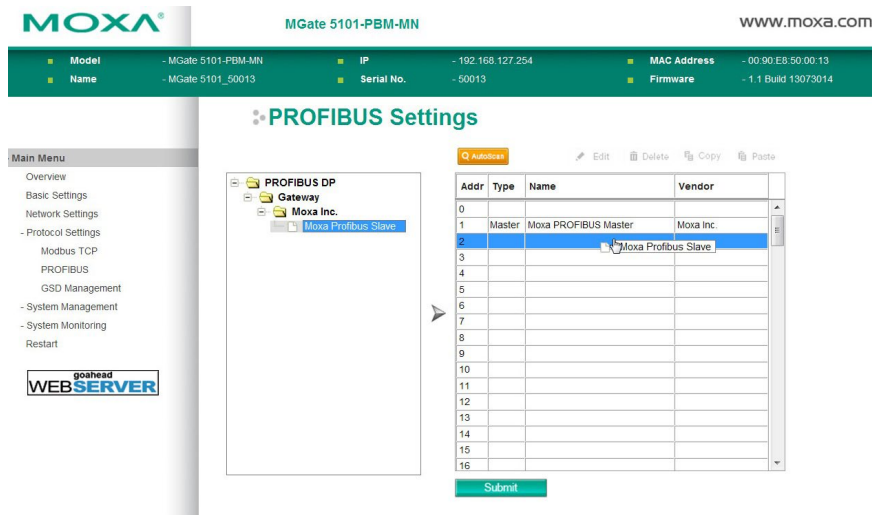 MOXA®
MGate 5101-PBM-MN
www.moxa.com
Model - MGate 5101-PBM-MN IP - 192.168.127.254 MAC Address - 00:90:E8:50:00:13
Name - MGate 5101_50013 Serial No. - 50013 Firmware - 1.1 Build 13073014
PROFIBUS Settings
- Main Menu
Overview
Basic Settings
Network Settings
- Protocol Settings
Modbus TCP
PROFIBUS
GSD Management
- System Management
- System Monitoring
Restart
goahead
WEBSERVER
PROFIBUS DP
Gateway
Moxa Inc.
Moxa Profibus Slave
AutoScan Edit Delete Copy Paste
Addr Type Name Vendor
0
1 Master Moxa PROFIBUS Master Moxa Inc.
2
Moxa Profibus Slave
3
4
5
6
7
8
9
10
11
12
13
14
15
16
Submit